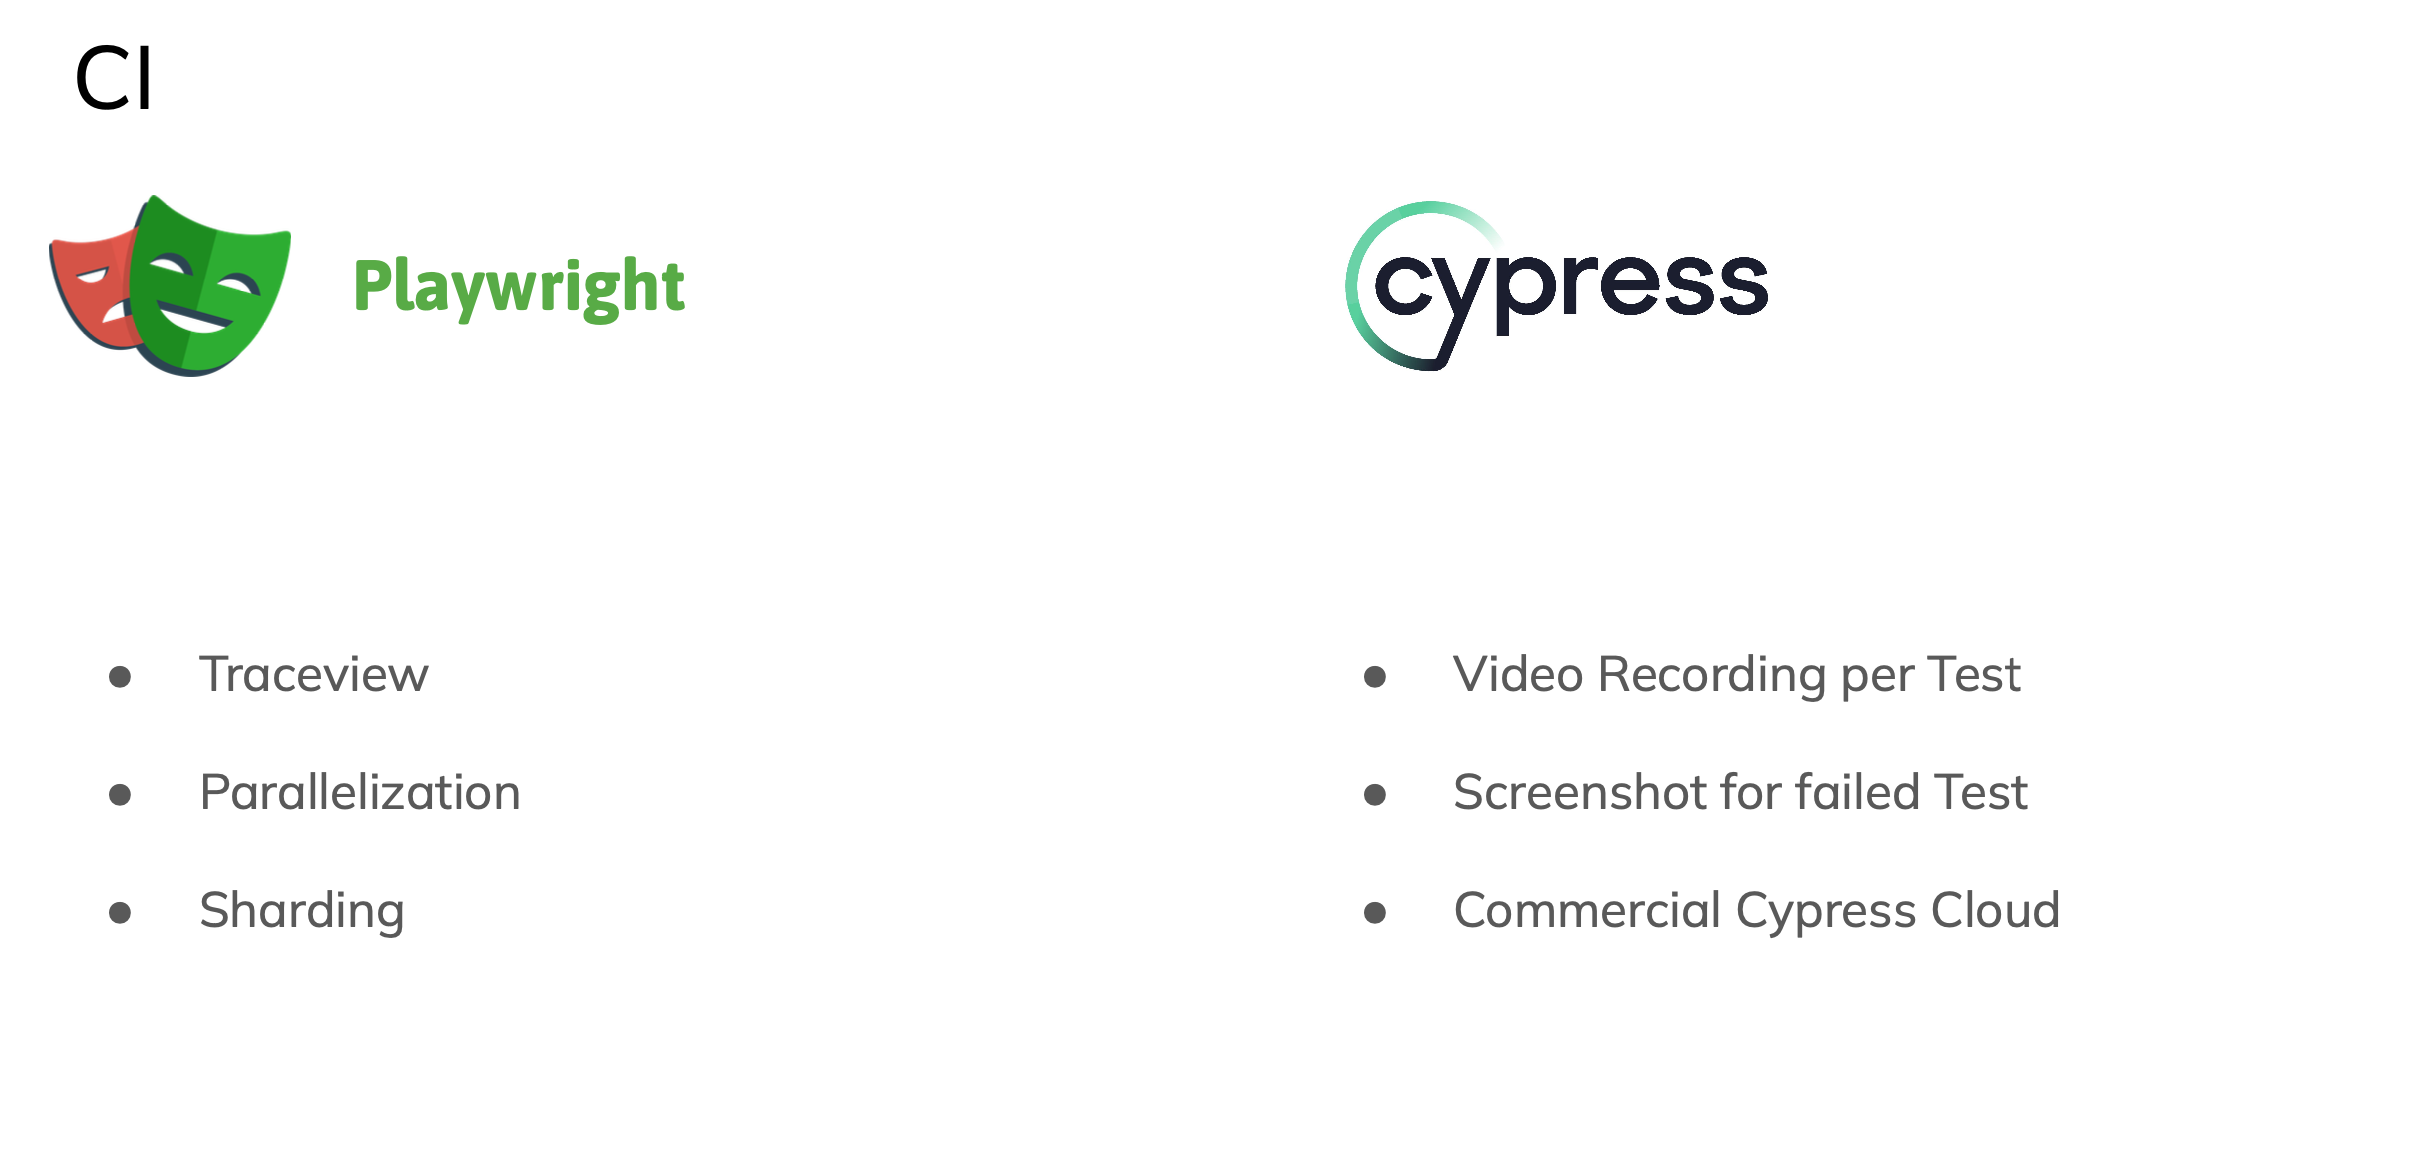 CI
Playwright
cypress
● Traceview
● Parallelization
● Sharding
● Video Recording per Test
● Screenshot for failed Test
● Commercial Cypress Cloud